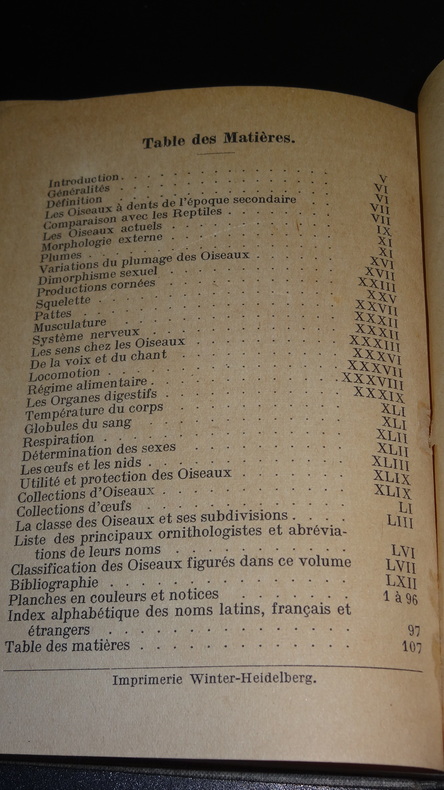 Table des Matières.
Introduction . . . . . . . . . . V
Généralités . . . . . . . . . . VI
Définition . . . . . . . . . . VI
Les Oiseaux à dents de l'époque secondaire VII
Comparaison avec les Reptiles . . . . . . VII
Les Oiseaux actuels . . . . . . . . IX
Morphologie externe . . . . . . . . XI
Plumes . . . . . . . . . . XI
Variations du plumage des Oiseaux . . . . XVI
Dimorphisme sexuel . . . . . . . . XVII
Productions cornées . . . . . . . . XXIII
Squelette . . . . . . . . . . XXV
Pattes . . . . . . . . . . XXVII
Musculature . . . . . . . . . . XXXII
Système nerveux . . . . . . . . XXXII
Les sens chez les Oiseaux . . . . . . XXXIII
De la voix et du chant . . . . . . . XXXVI
Locomotion . . . . . . . . . . XXXVII
Régime alimentaire . . . . . . . . XXXVIII
Les Organes digestifs . . . . . . . XXXIX
Température du corps . . . . . . . XLI
Globules du sang . . . . . . . . XLI
Respiration . . . . . . . . . . XLII
Détermination des sexes . . . . . . . XLII
Les œufs et les nids . . . . . . . . XLIII
Utilité et protection des Oiseaux . . . . XLIX
Collections d'Oiseaux . . . . . . . XLIX
Collections d'œufs . . . . . . . . LI
La classe des Oiseaux et ses subdivisions . . . LIII
Liste des principaux ornithologistes et abrévia-
tions de leurs noms . . . . . . . . LVI
Classification des Oiseaux figurés dans ce volume LVII
Bibliographie . . . . . . . . . . LXII
Planches en couleurs et notices . . . . . 1 à 96
Index alphabétique des noms latins, français et
étrangers . . . . . . . . . . 97
Table des matières . . . . . . . . . 107
Imprimerie Winter-Heidelberg.